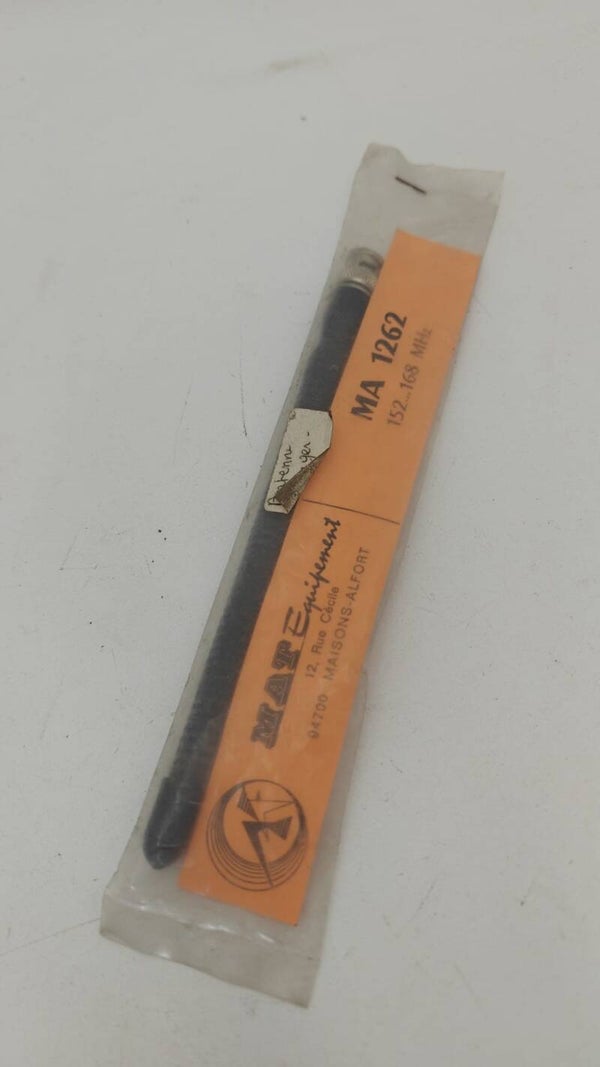 MA 1262
152...168 MHz
MAT Equipement
12, Rue Cécile
94700 MAISONS-ALFORT